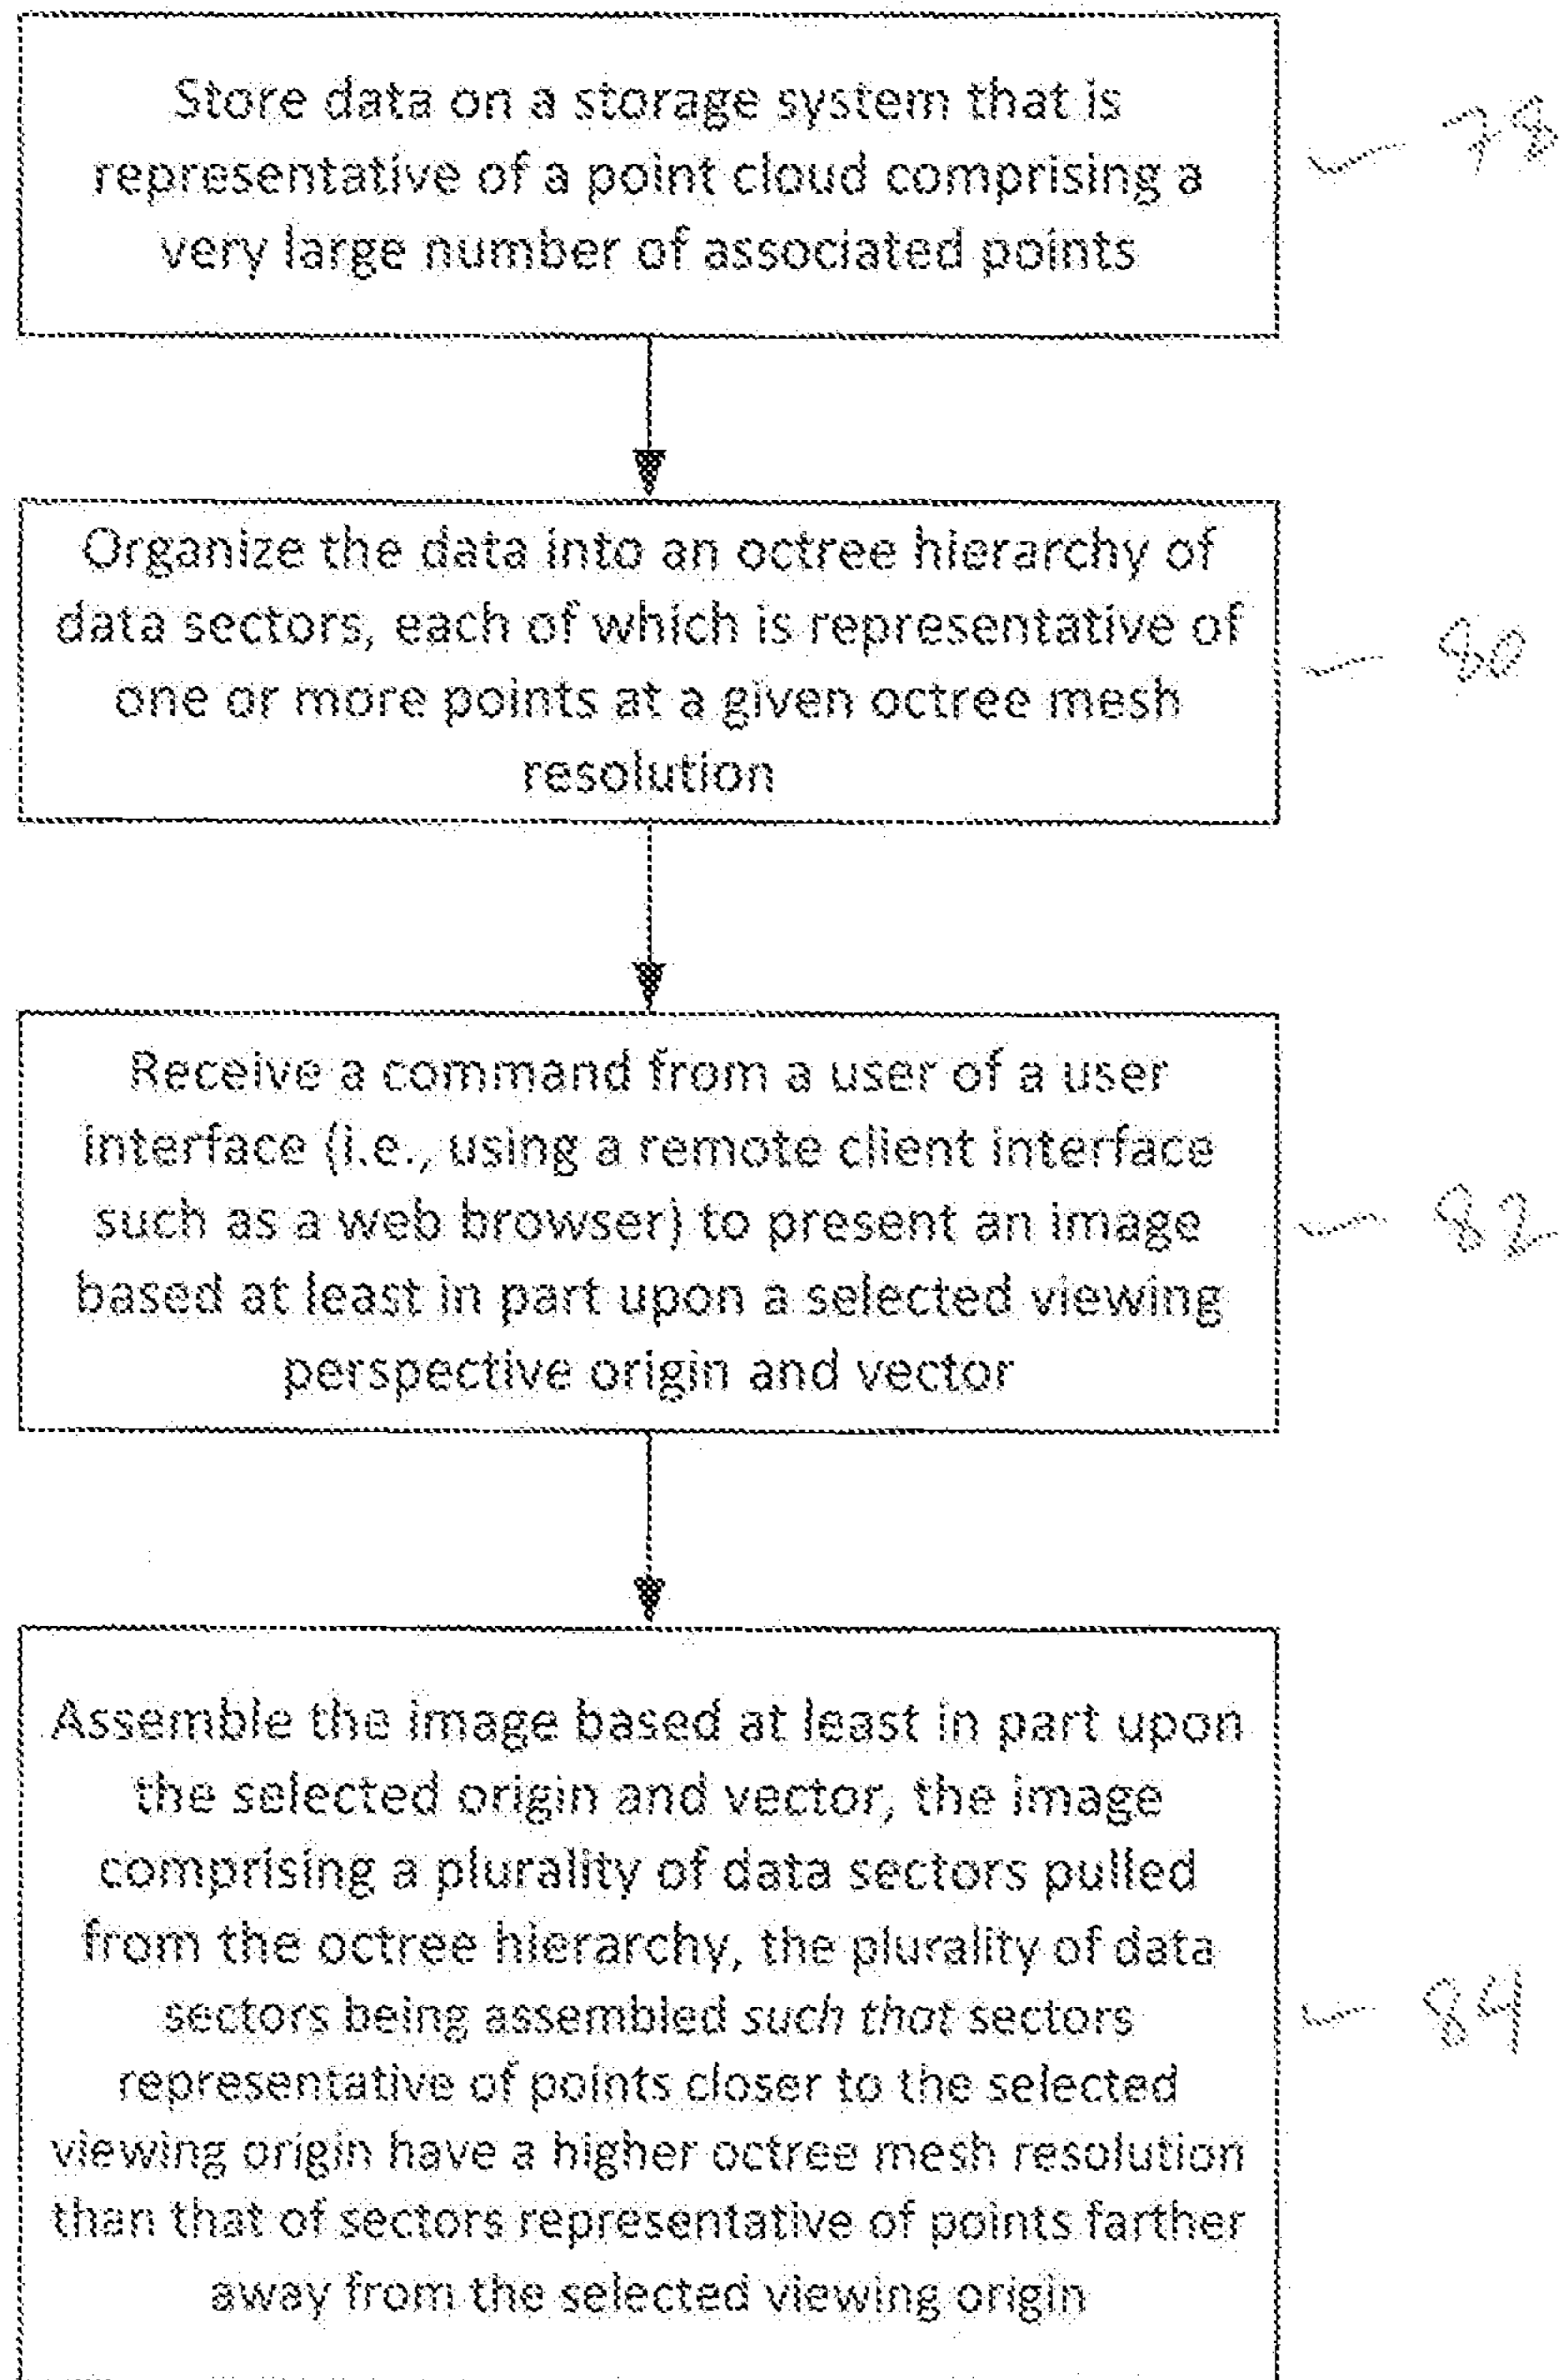 Store data on a storage system that is
representative of a point cloud comprising a
very large number of associated points
78
Organize the data into an octree hierarchy of
data sectors, each of which is representative of
one or more points at a given octree mesh
resolution
80
Receive a command from a user of a user
interface (i.e., using a remote client interface
such as a web browser) to present an image
based at least in part upon a selected viewing
perspective origin and vector
82
Assemble the image based at least in part upon
the selected origin and vector, the image
comprising a plurality of data sectors pulled
from the octree hierarchy, the plurality of data
sectors being assembled such that sectors
representative of points closer to the selected
viewing origin have a higher octree mesh resolution
than that of sectors representative of points farther
away from the selected viewing origin
84